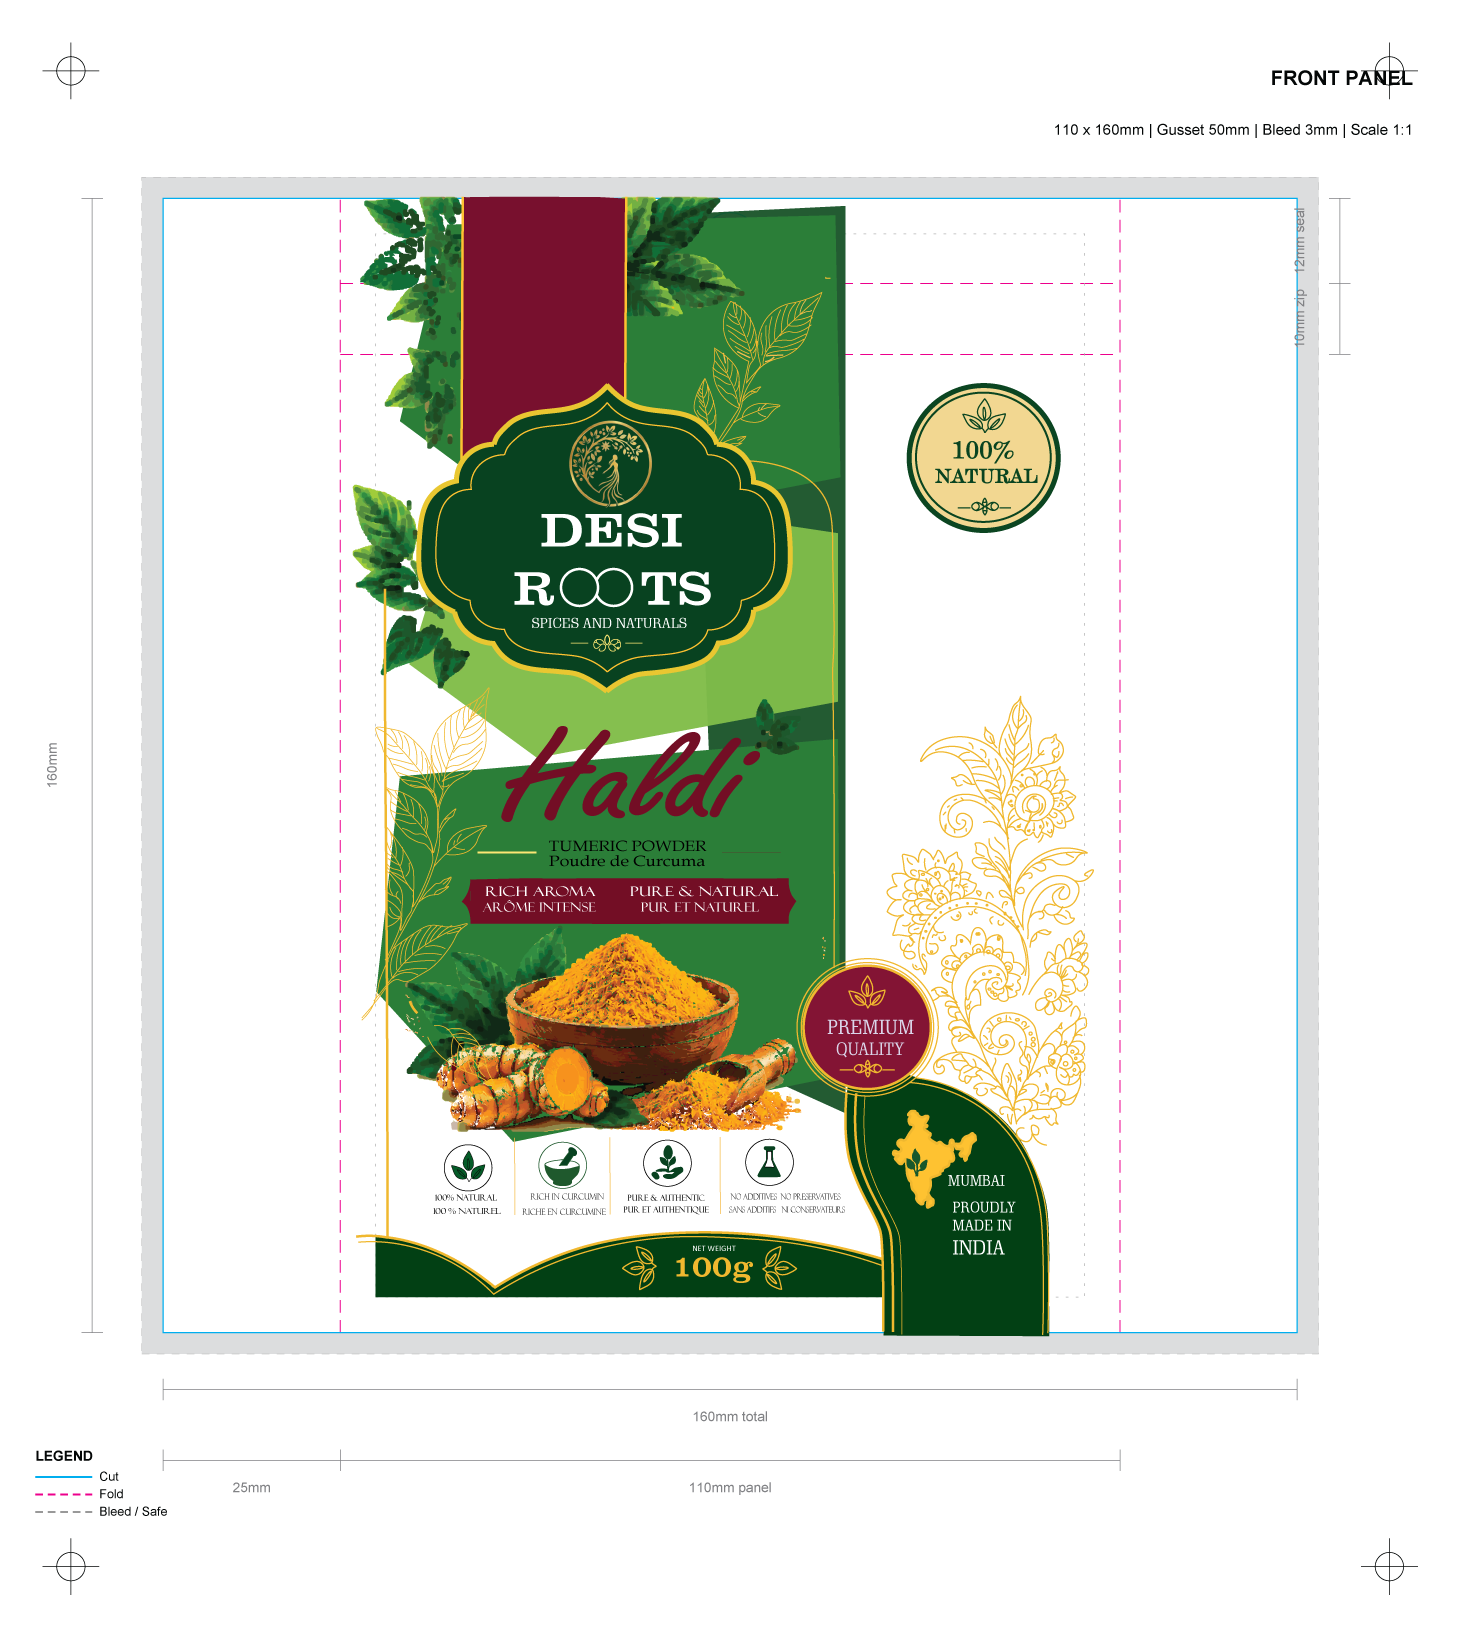 FRONT PANEL
110 x 160mm | Gusset 50mm | Bleed 3mm | Scale 1:1
12mm seal
10mm zip
100%
NATURAL
DESI
ROOTS
SPICES AND NATURALS
Haldi
TUMERIC POWDER
Poudre de Curcuma
RICH AROMA
ARÔME INTENSE
PURE & NATURAL
PUR ET NATUREL
160mm
PREMIUM
QUALITY
MUMBAI
PROUDLY
MADE IN
INDIA
100% NATURAL
100 % NATUREL
RICH IN CURCUMIN
RICHE EN CURCUMINE
PURE & AUTHENTIC
PUR ET AUTHENTIQUE
NO ADDITIVES NO PRESERVATIVES
SANS ADDITIFS NI CONSERVATEURS
NET WEIGHT
100g
160mm total
LEGEND
Cut
Fold
Bleed / Safe
25mm
110mm panel